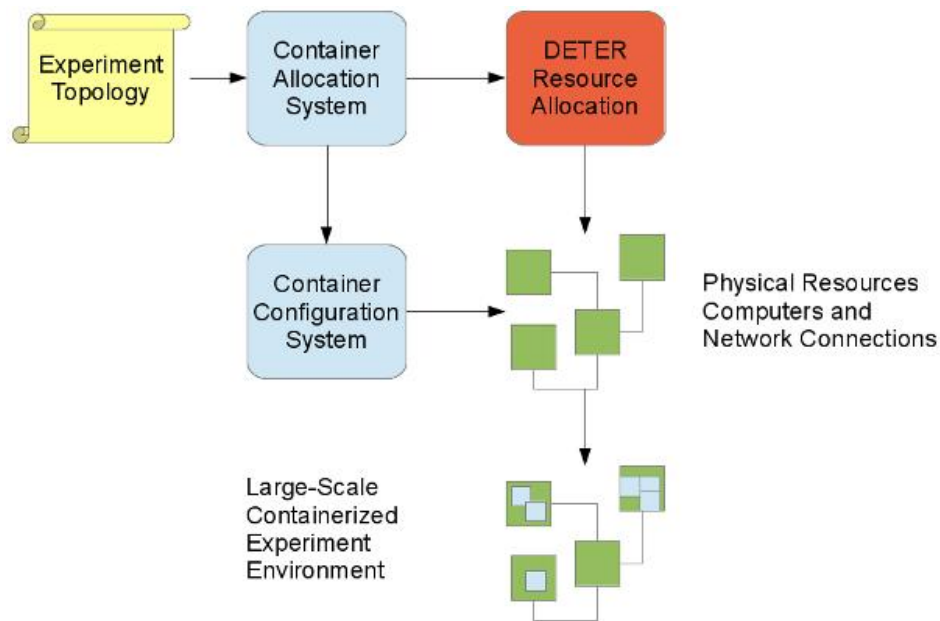 Experiment
Topology
Container
Allocation
System
DETER
Resource
Allocation
Container
Configuration
System
Physical Resources
Computers and
Network Connections
Large-Scale
Containerized
Experiment
Environment